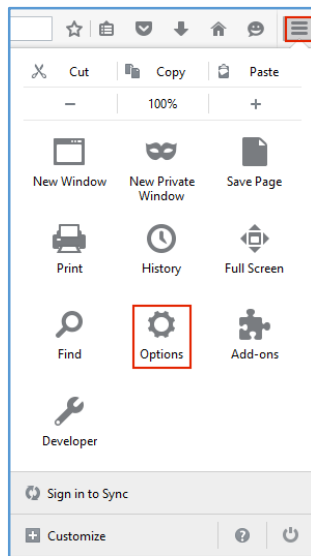 Cut Copy Paste
− 100% +
New Window New Private Save Page
Window
Print History Full Screen
Find Options Add-ons
Developer
Sign in to Sync
Customize